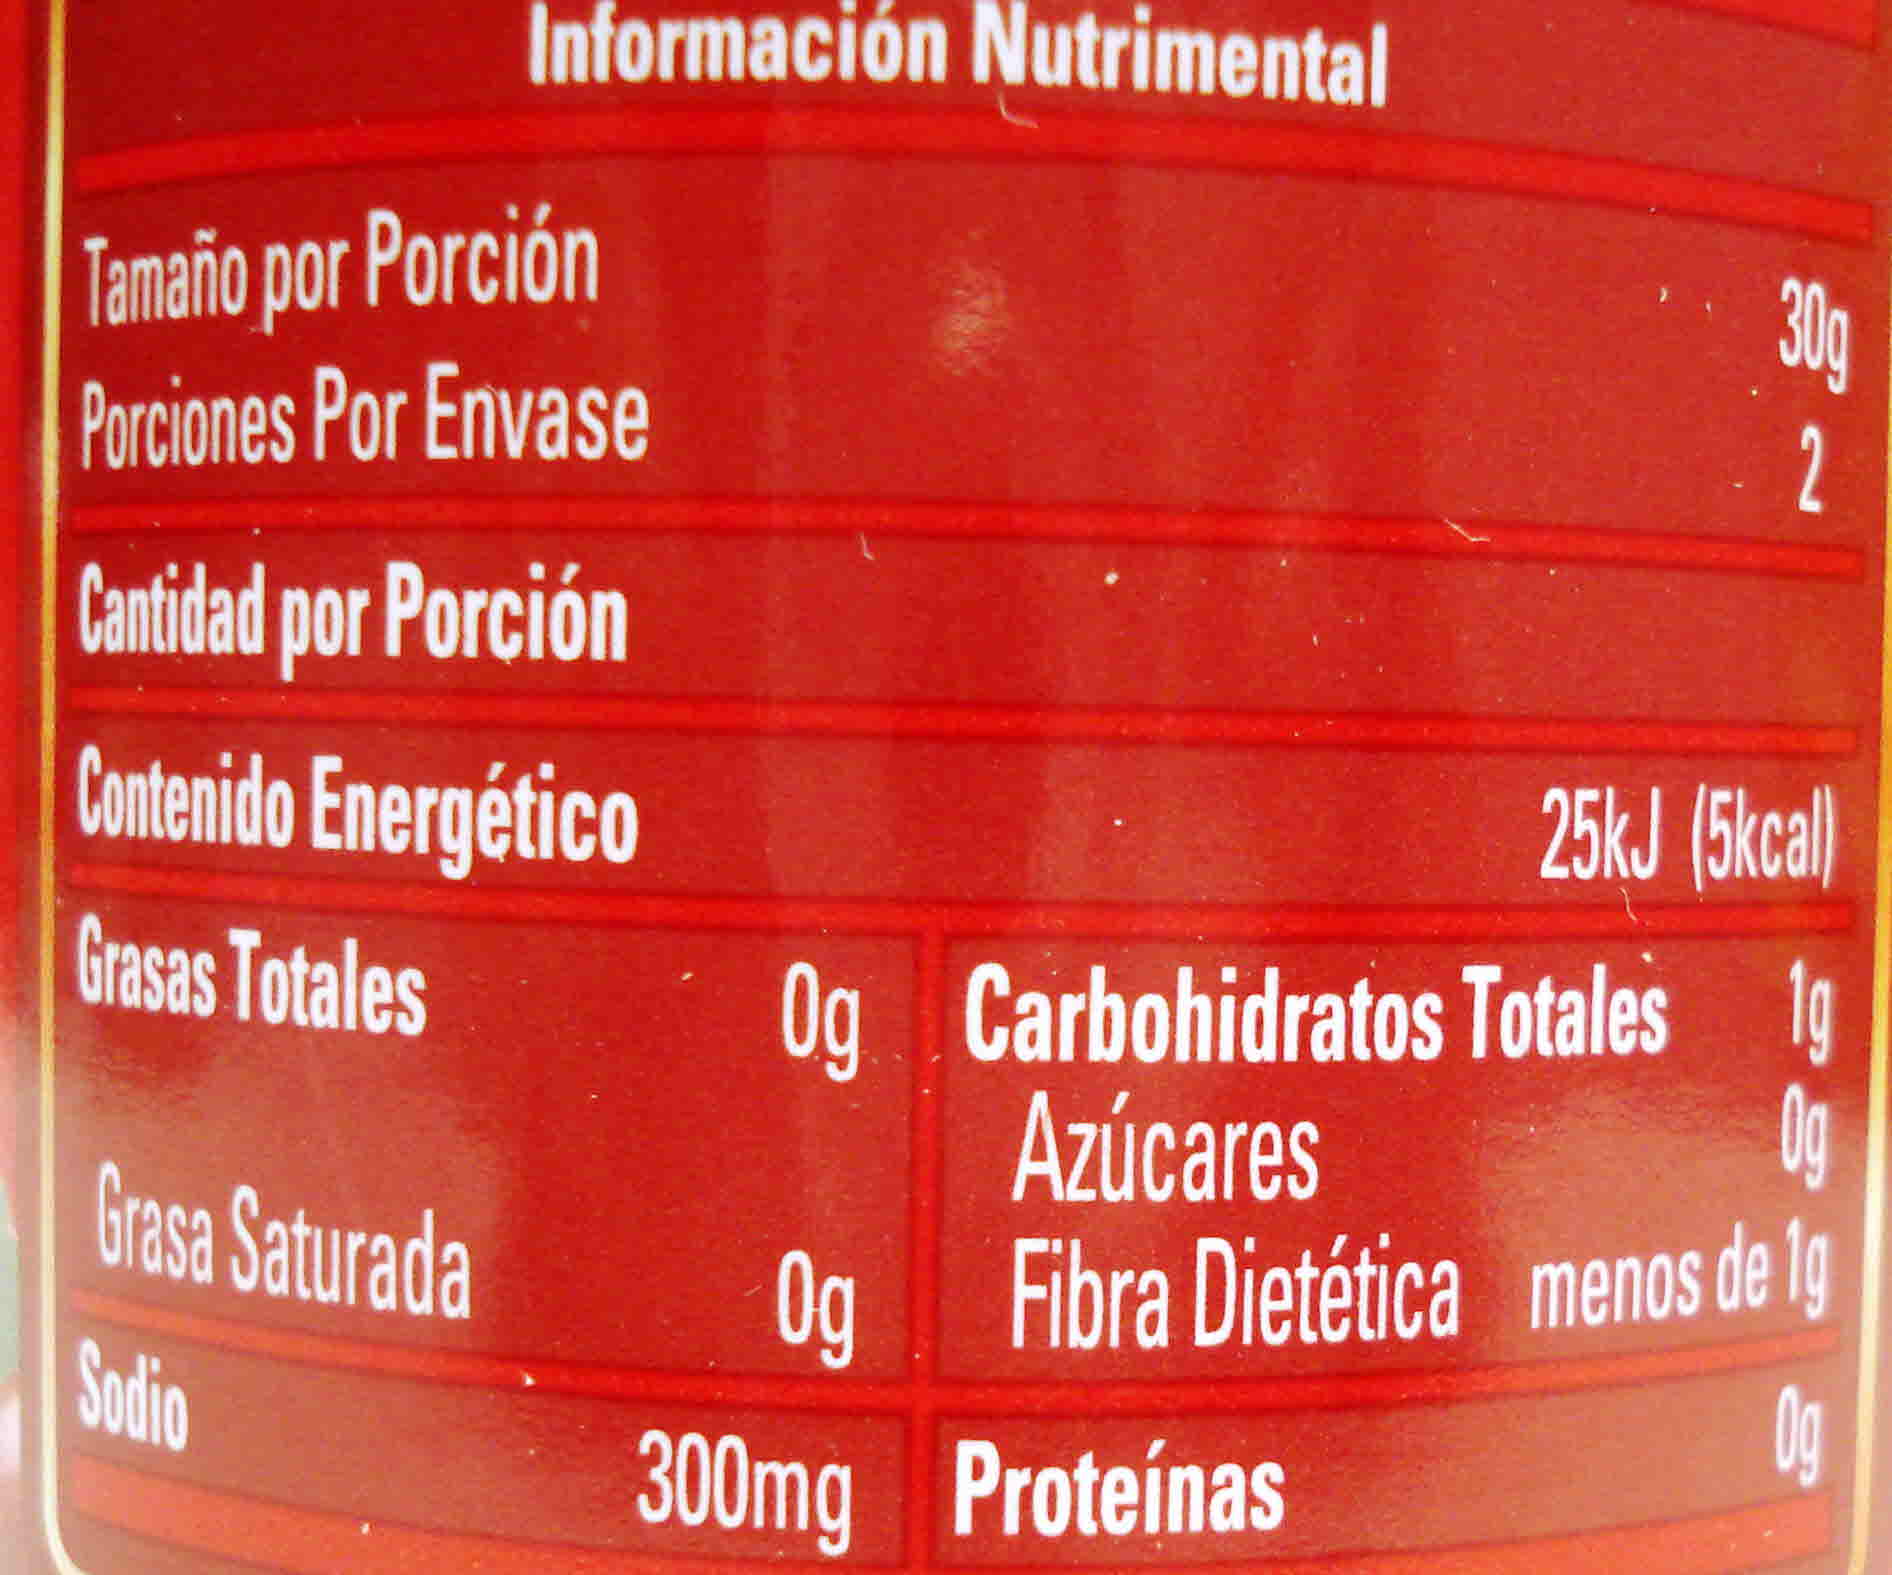 Información Nutrimental
Tamaño por Porción 30g
Porciones Por Envase 2
Cantidad por Porción
Contenido Energético 25kJ (5kcal)
Grasas Totales 0g
Grasa Saturada 0g
Sodio 300mg
Carbohidratos Totales 1g
Azúcares 0g
Fibra Dietética menos de 1g
Proteínas 0g